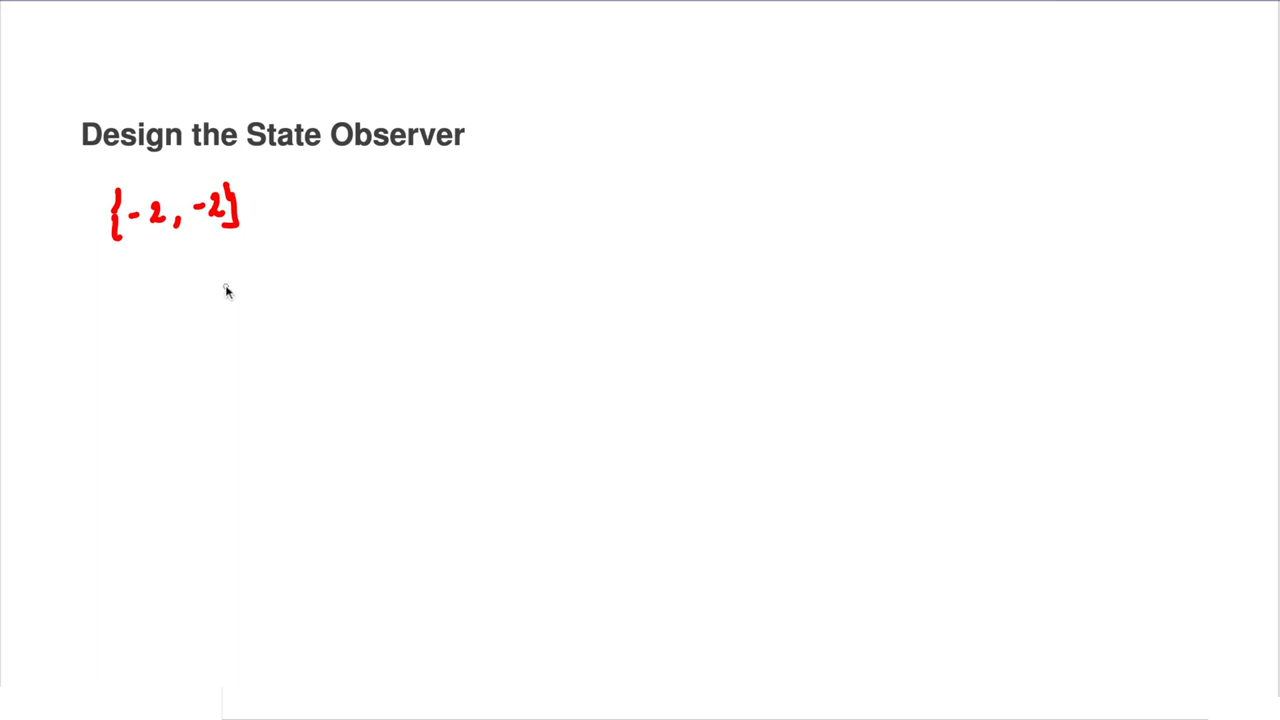 Design the State Observer
{-2, -2}